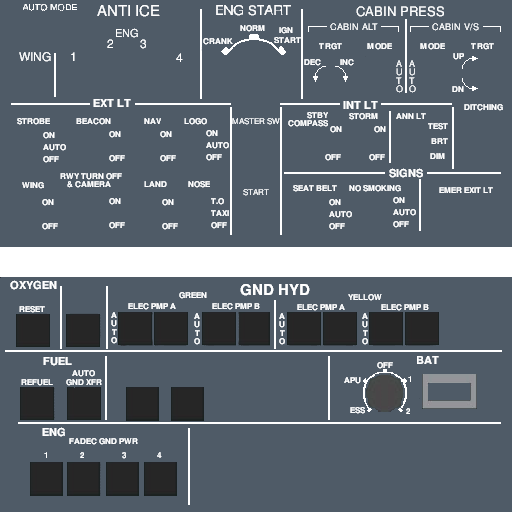 AUTO MODE
ANTI ICE
WING
1
ENG
2
3
4
ENG START
CRANK
NORM
IGN
START
CABIN PRESS
CABIN ALT
TRGT
MODE
DEC
INC
AUTO
CABIN V/S
MODE
TRGT
AUTO
UP
DN
DITCHING
EXT LT
STROBE
BEACON
NAV
LOGO
ON
AUTO
OFF
ON
OFF
ON
OFF
ON
AUTO
OFF
WING
RWY TURN OFF
& CAMERA
LAND
NOSE
ON
OFF
ON
OFF
ON
OFF
T.O
TAXI
OFF
MASTER SW
START
INT LT
STBY
COMPASS
STORM
ANN LT
ON
OFF
ON
OFF
TEST
BRT
DIM
SIGNS
SEAT BELT
NO SMOKING
EMER EXIT LT
ON
AUTO
OFF
ON
AUTO
OFF
OXYGEN
RESET
GND HYD
GREEN
ELEC PMP A
ELEC PMP B
AUTO
AUTO
YELLOW
ELEC PMP A
ELEC PMP B
AUTO
AUTO
FUEL
REFUEL
AUTO
GND XFR
BAT
OFF
APU
1
ESS
2
ENG
FADEC GND PWR
1 2 3 4